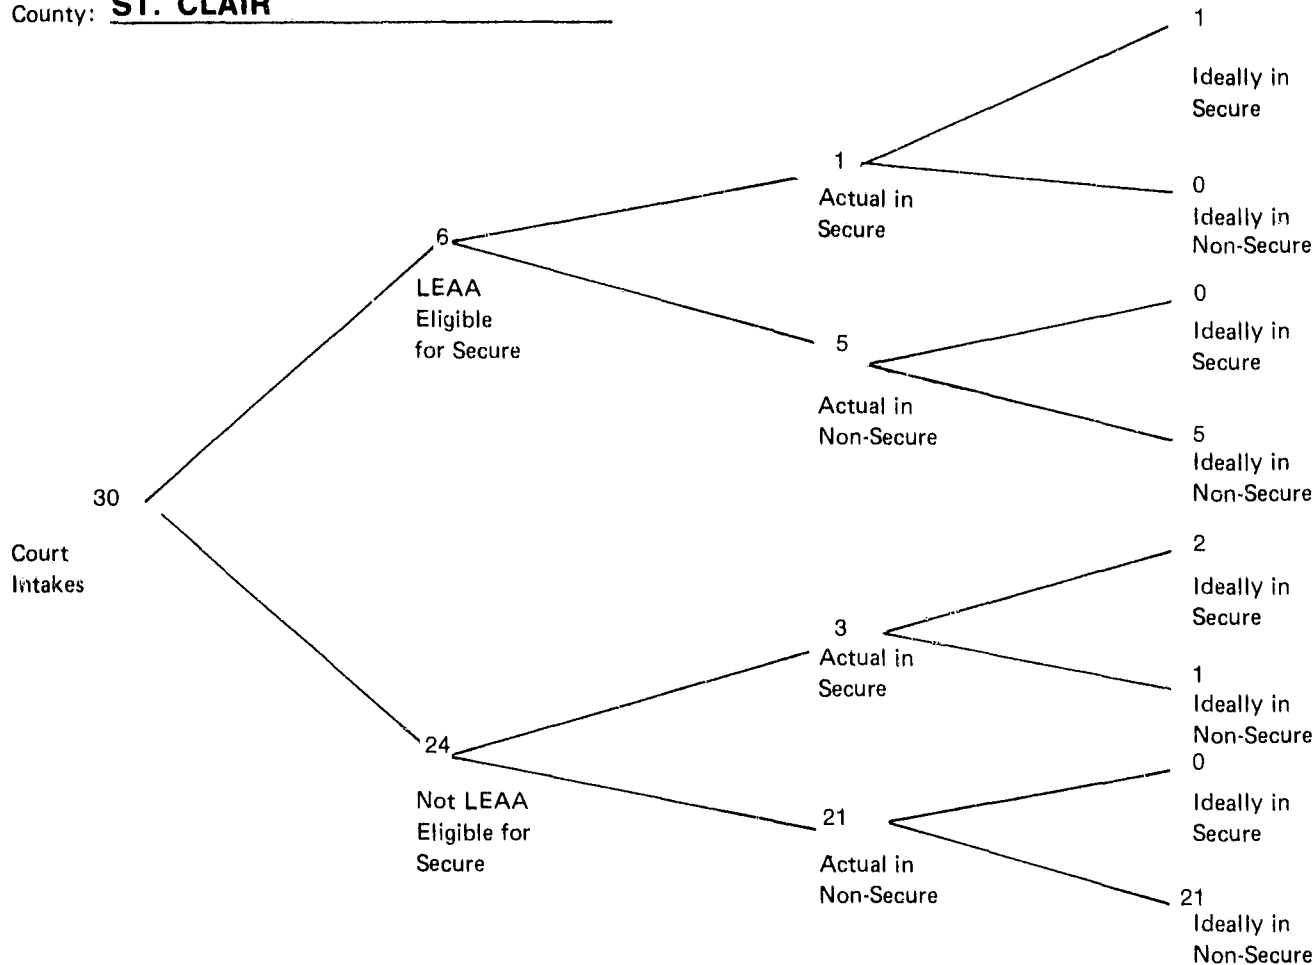 County: ST. CLAIR
1
Ideally in
Secure
1
Actual in
Secure
0
Ideally in
Non-Secure
6
LEAA
Eligible
for Secure
0
Ideally in
Secure
5
Actual in
Non-Secure
5
Ideally in
Non-Secure
30
Court
Intakes
2
Ideally in
Secure
3
Actual in
Secure
1
Ideally in
Non-Secure
24
Not LEAA
Eligible for
Secure
0
Ideally in
Secure
21
Actual in
Non-Secure
21
Ideally in
Non-Secure